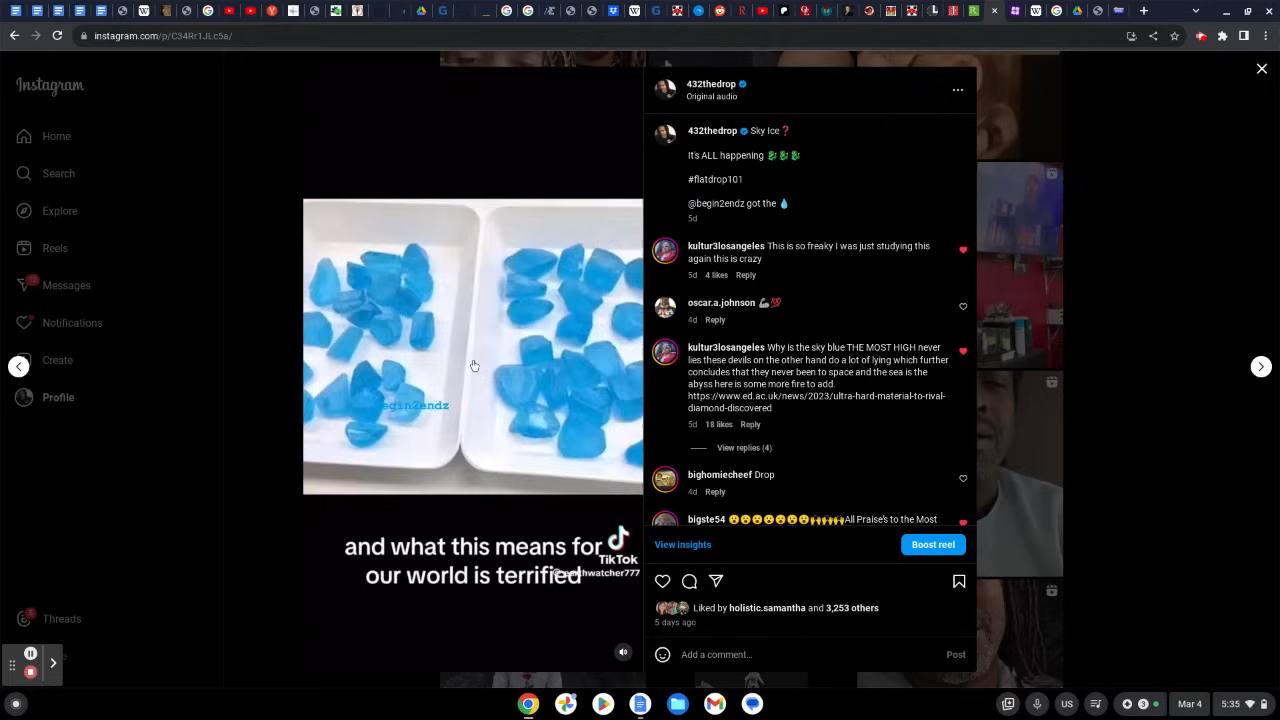 instagram.com/p/C34Rr1JLc5a/
Instagram
Home
Search
Explore
Reels
Messages
Notifications
Create
Profile
Threads
and what this means for
our world is terrified
TikTok
begin2endz
432thedrop
Original audio
432thedrop Sky Ice❓
It's ALL happening 🐉🐉🐉
#flatdrop101
@begin2endz got the 💧
5d
kultur3losangeles This is so freaky I was just studying this
again this is crazy
5d 4 likes Reply
oscar.a.johnson 💪💯
4d Reply
kultur3losangeles Why is the sky blue THE MOST HIGH never
lies these devils on the other hand do a lot of lying which further
concludes that they never been to space and the sea is the
abyss here is some more fire to add.
https://www.ed.ac.uk/news/2023/ultra-hard-material-to-rival-
diamond-discovered
5d 18 likes Reply
View replies (4)
bighomiecheef Drop
4d Reply
bigste54 😮😮😮😮😮😮😮🙌🙌🙌All Praise's to the Most
View insights
Boost reel
Liked by holistic.samantha and 3,253 others
5 days ago
Add a comment…
Post
US
3
Mar 4
5:35